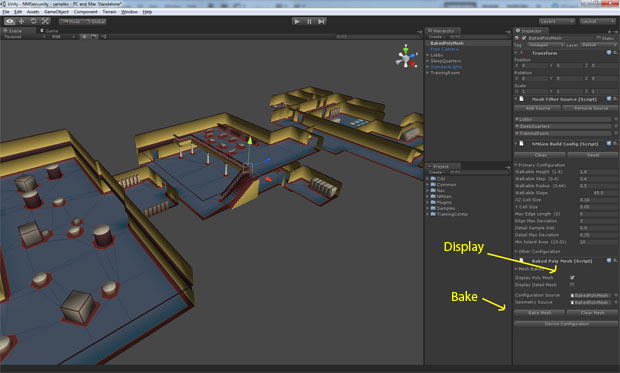 Unity - NMGen.unity - samples - PC and Mac Standalone*
File Edit Assets GameObject Component Terrain Window Help
Pivot Global
Layers Layout
Scene Game
Textured RGB
Hierarchy
Create
BakedPolyMesh
Free Camera
Lobby
SleepQuarters
StandardLights
TrainingRoom
Project
Create
CAI
Common
Nav
NMGen
Plugins
Samples
TrainingCenter
Inspector
BakedPolyMesh Static
Tag Untagged Layer Default
Transform
Position
X 0 Y 0 Z 0
Rotation
X 0 Y 0 Z 0
Scale
X 1 Y 1 Z 1
Mesh Filter Source (Script)
Add Source Remove Source
Lobby
SleepQuarters
TrainingRoom
NMGen Build Config (Script)
Clean Reset
Primary Configuration
Walkable Height (1.8) 1.8
Walkable Step (0.4) 0.4
Walkable Radius (0.64) 0.5
Walkable Slope 45.5
XZ Cell Size 0.16
Y Cell Size 0.05
Max Edge Length (0) 0
Edge Max Deviation 2
Detail Sample Dist 0.9
Detail Max Deviation 0.25
Min Island Area (10.01) 10
Other Configuration
Baked Poly Mesh (Script)
Display Poly Mesh
Display Detail Mesh
Configuration Source BakedPolyMesh
Geometry Source BakedPolyMesh
Bake Mesh Clear Mesh
Derive Configuration
Display
Bake